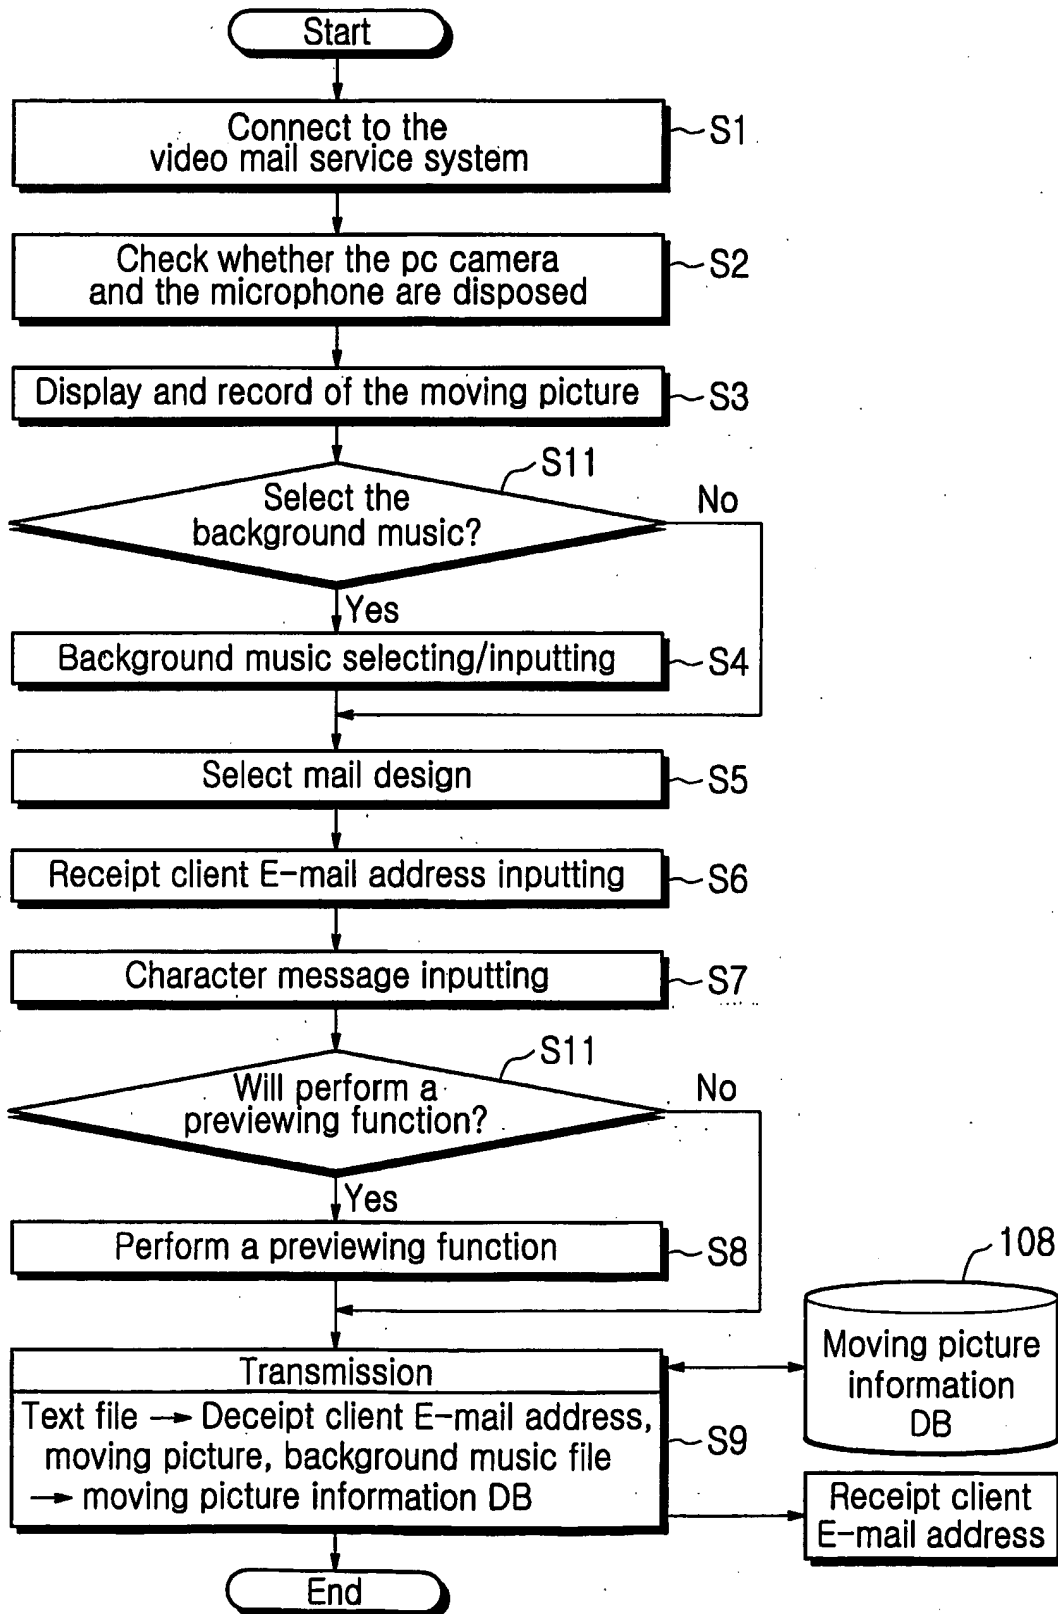 Start
Connect to the
video mail service system
S1
Check whether the pc camera
and the microphone are disposed
S2
Display and record of the moving picture
S3
S11
Select the
background music?
No
Yes
Background music selecting/inputting
S4
Select mail design
S5
Receipt client E-mail address inputting
S6
Character message inputting
S7
S11
Will perform a
previewing function?
No
Yes
Perform a previewing function
S8
108
Moving picture
information
DB
Transmission
Text file → Deceipt client E-mail address,
moving picture, background music file
→ moving picture information DB
S9
Receipt client
E-mail address
End